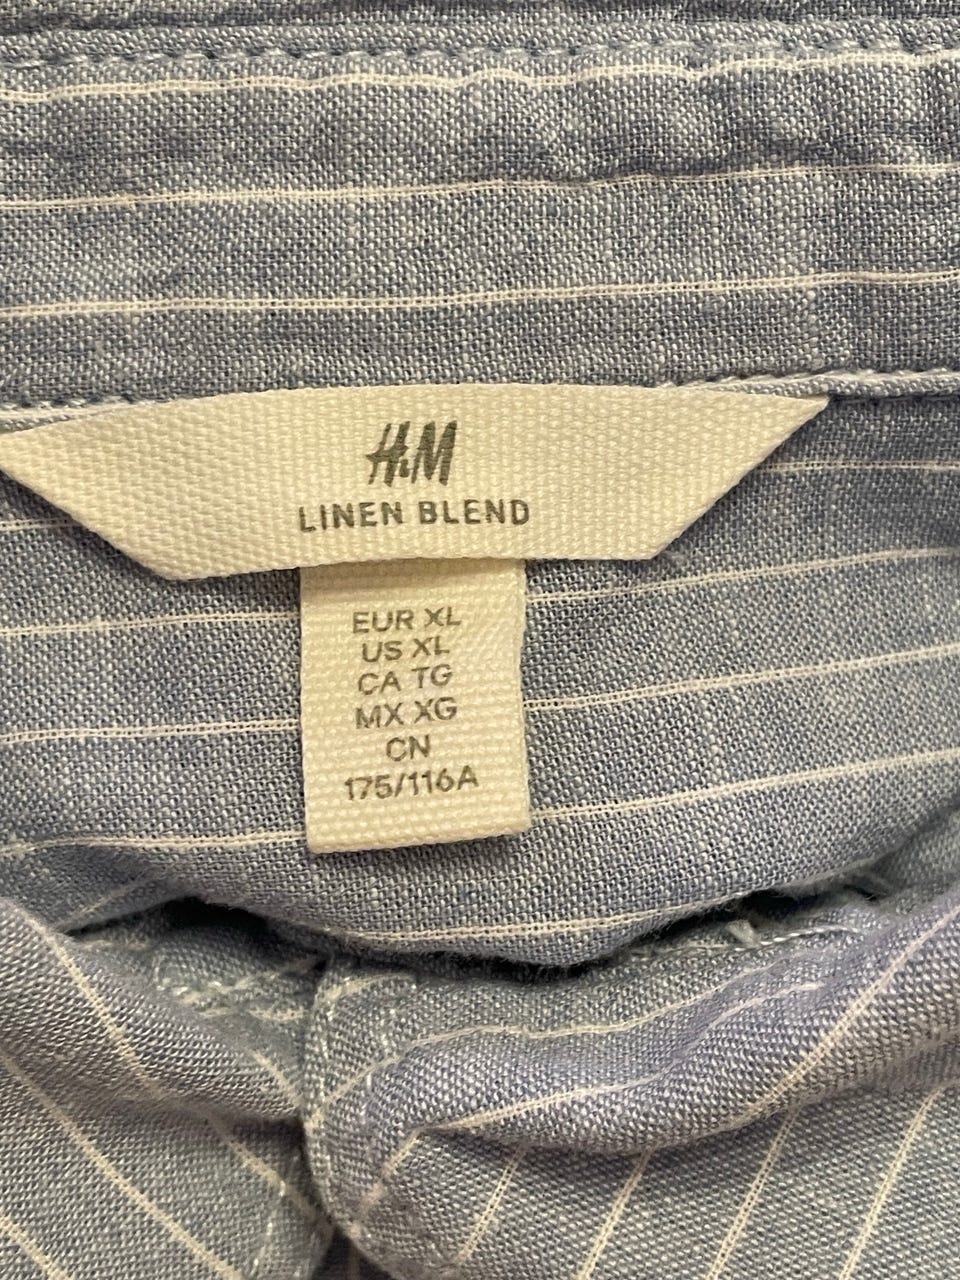 H&M
LINEN BLEND
EUR XL
US XL
CA TG
MX XG
CN
175/116A